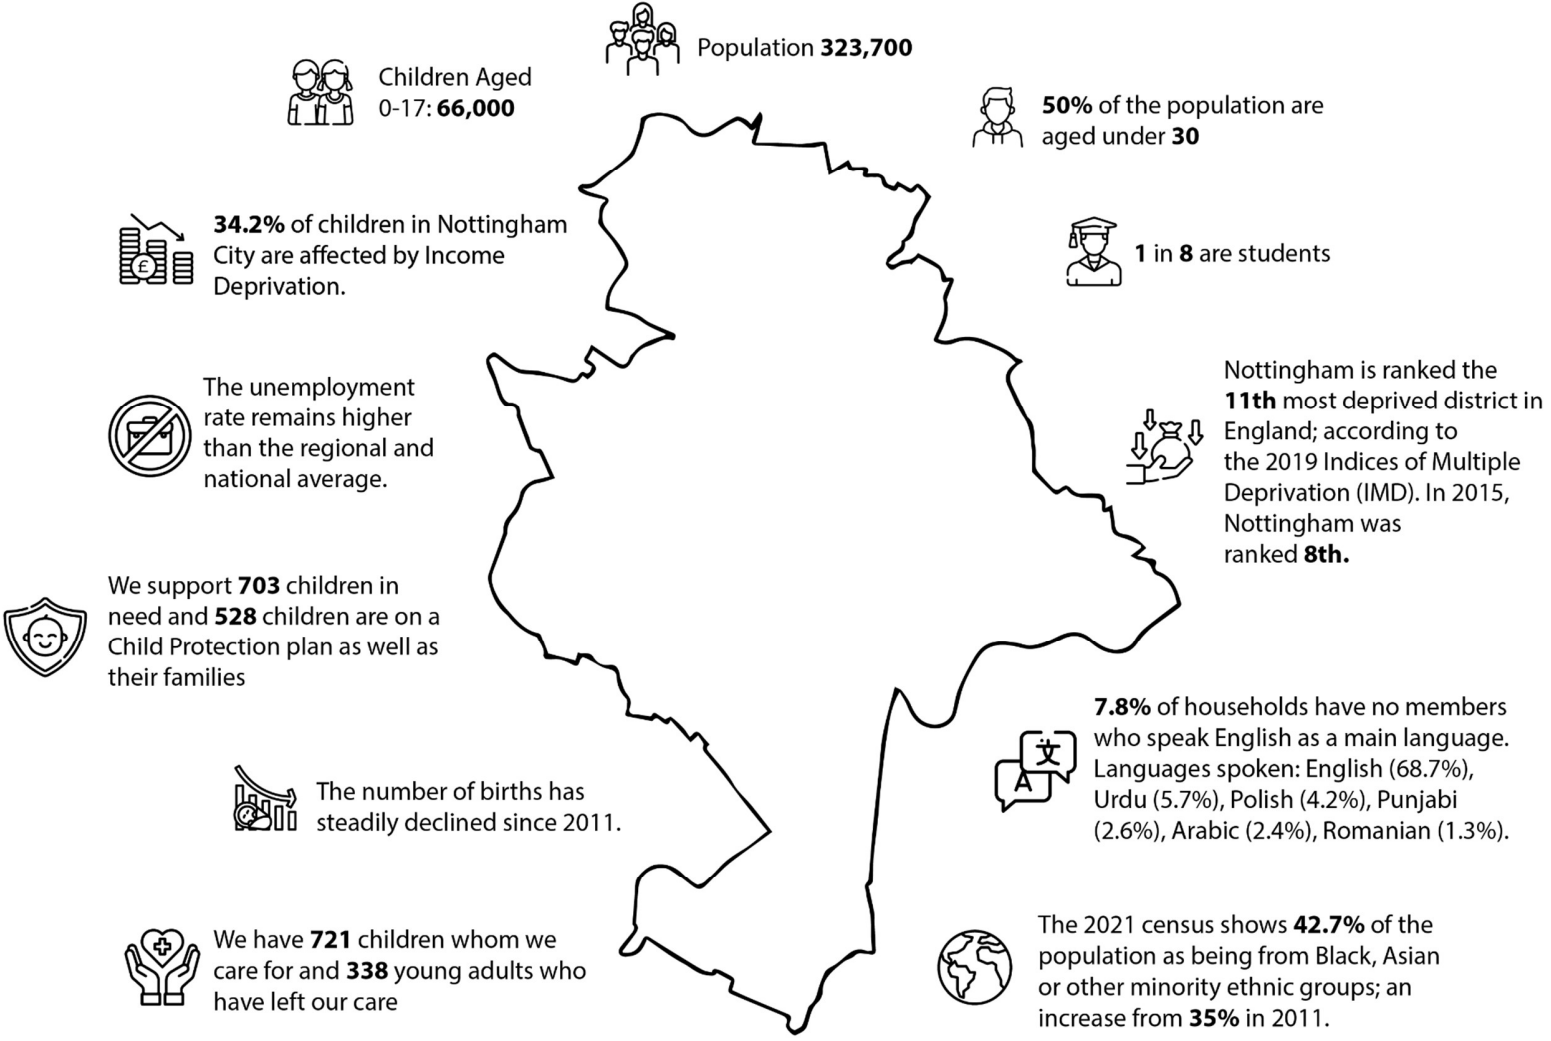 Population 323,700
Children Aged
0-17: 66,000
50% of the population are
aged under 30
34.2% of children in Nottingham
City are affected by Income
Deprivation.
£
1 in 8 are students
The unemployment
rate remains higher
than the regional and
national average.
Nottingham is ranked the
11th most deprived district in
England; according to
the 2019 Indices of Multiple
Deprivation (IMD). In 2015,
Nottingham was
ranked 8th.
We support 703 children in
need and 528 children are on a
Child Protection plan as well as
their families
7.8% of households have no members
who speak English as a main language.
Languages spoken: English (68.7%),
Urdu (5.7%), Polish (4.2%), Punjabi
(2.6%), Arabic (2.4%), Romanian (1.3%).
文
A
The number of births has
steadily declined since 2011.
We have 721 children whom we
care for and 338 young adults who
have left our care
The 2021 census shows 42.7% of the
population as being from Black, Asian
or other minority ethnic groups; an
increase from 35% in 2011.